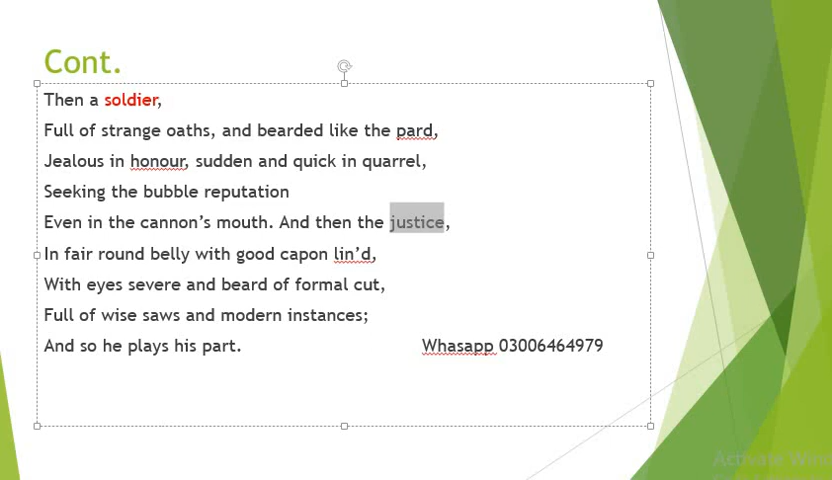 Cont.
Then a soldier,
Full of strange oaths, and bearded like the pard,
Jealous in honour, sudden and quick in quarrel,
Seeking the bubble reputation
Even in the cannon’s mouth. And then the justice,
In fair round belly with good capon lin’d,
With eyes severe and beard of formal cut,
Full of wise saws and modern instances;
And so he plays his part. Whasapp 03006464979
Activate